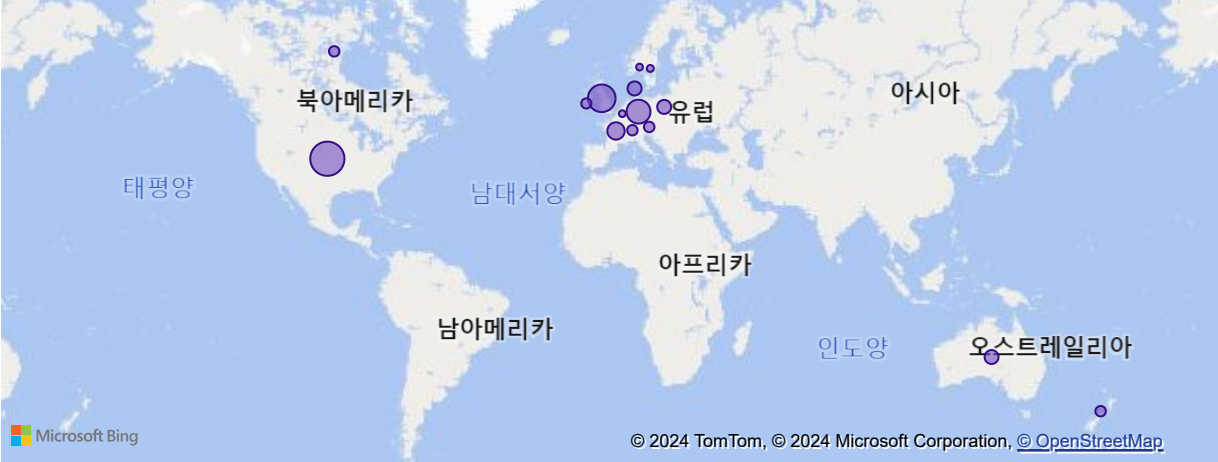 아시아
북아메리카
유럽
태평양
남대서양
아프리카
남아메리카
인도양
오스트레일리아
Microsoft Bing
© 2024 TomTom, © 2024 Microsoft Corporation, © OpenStreetMap